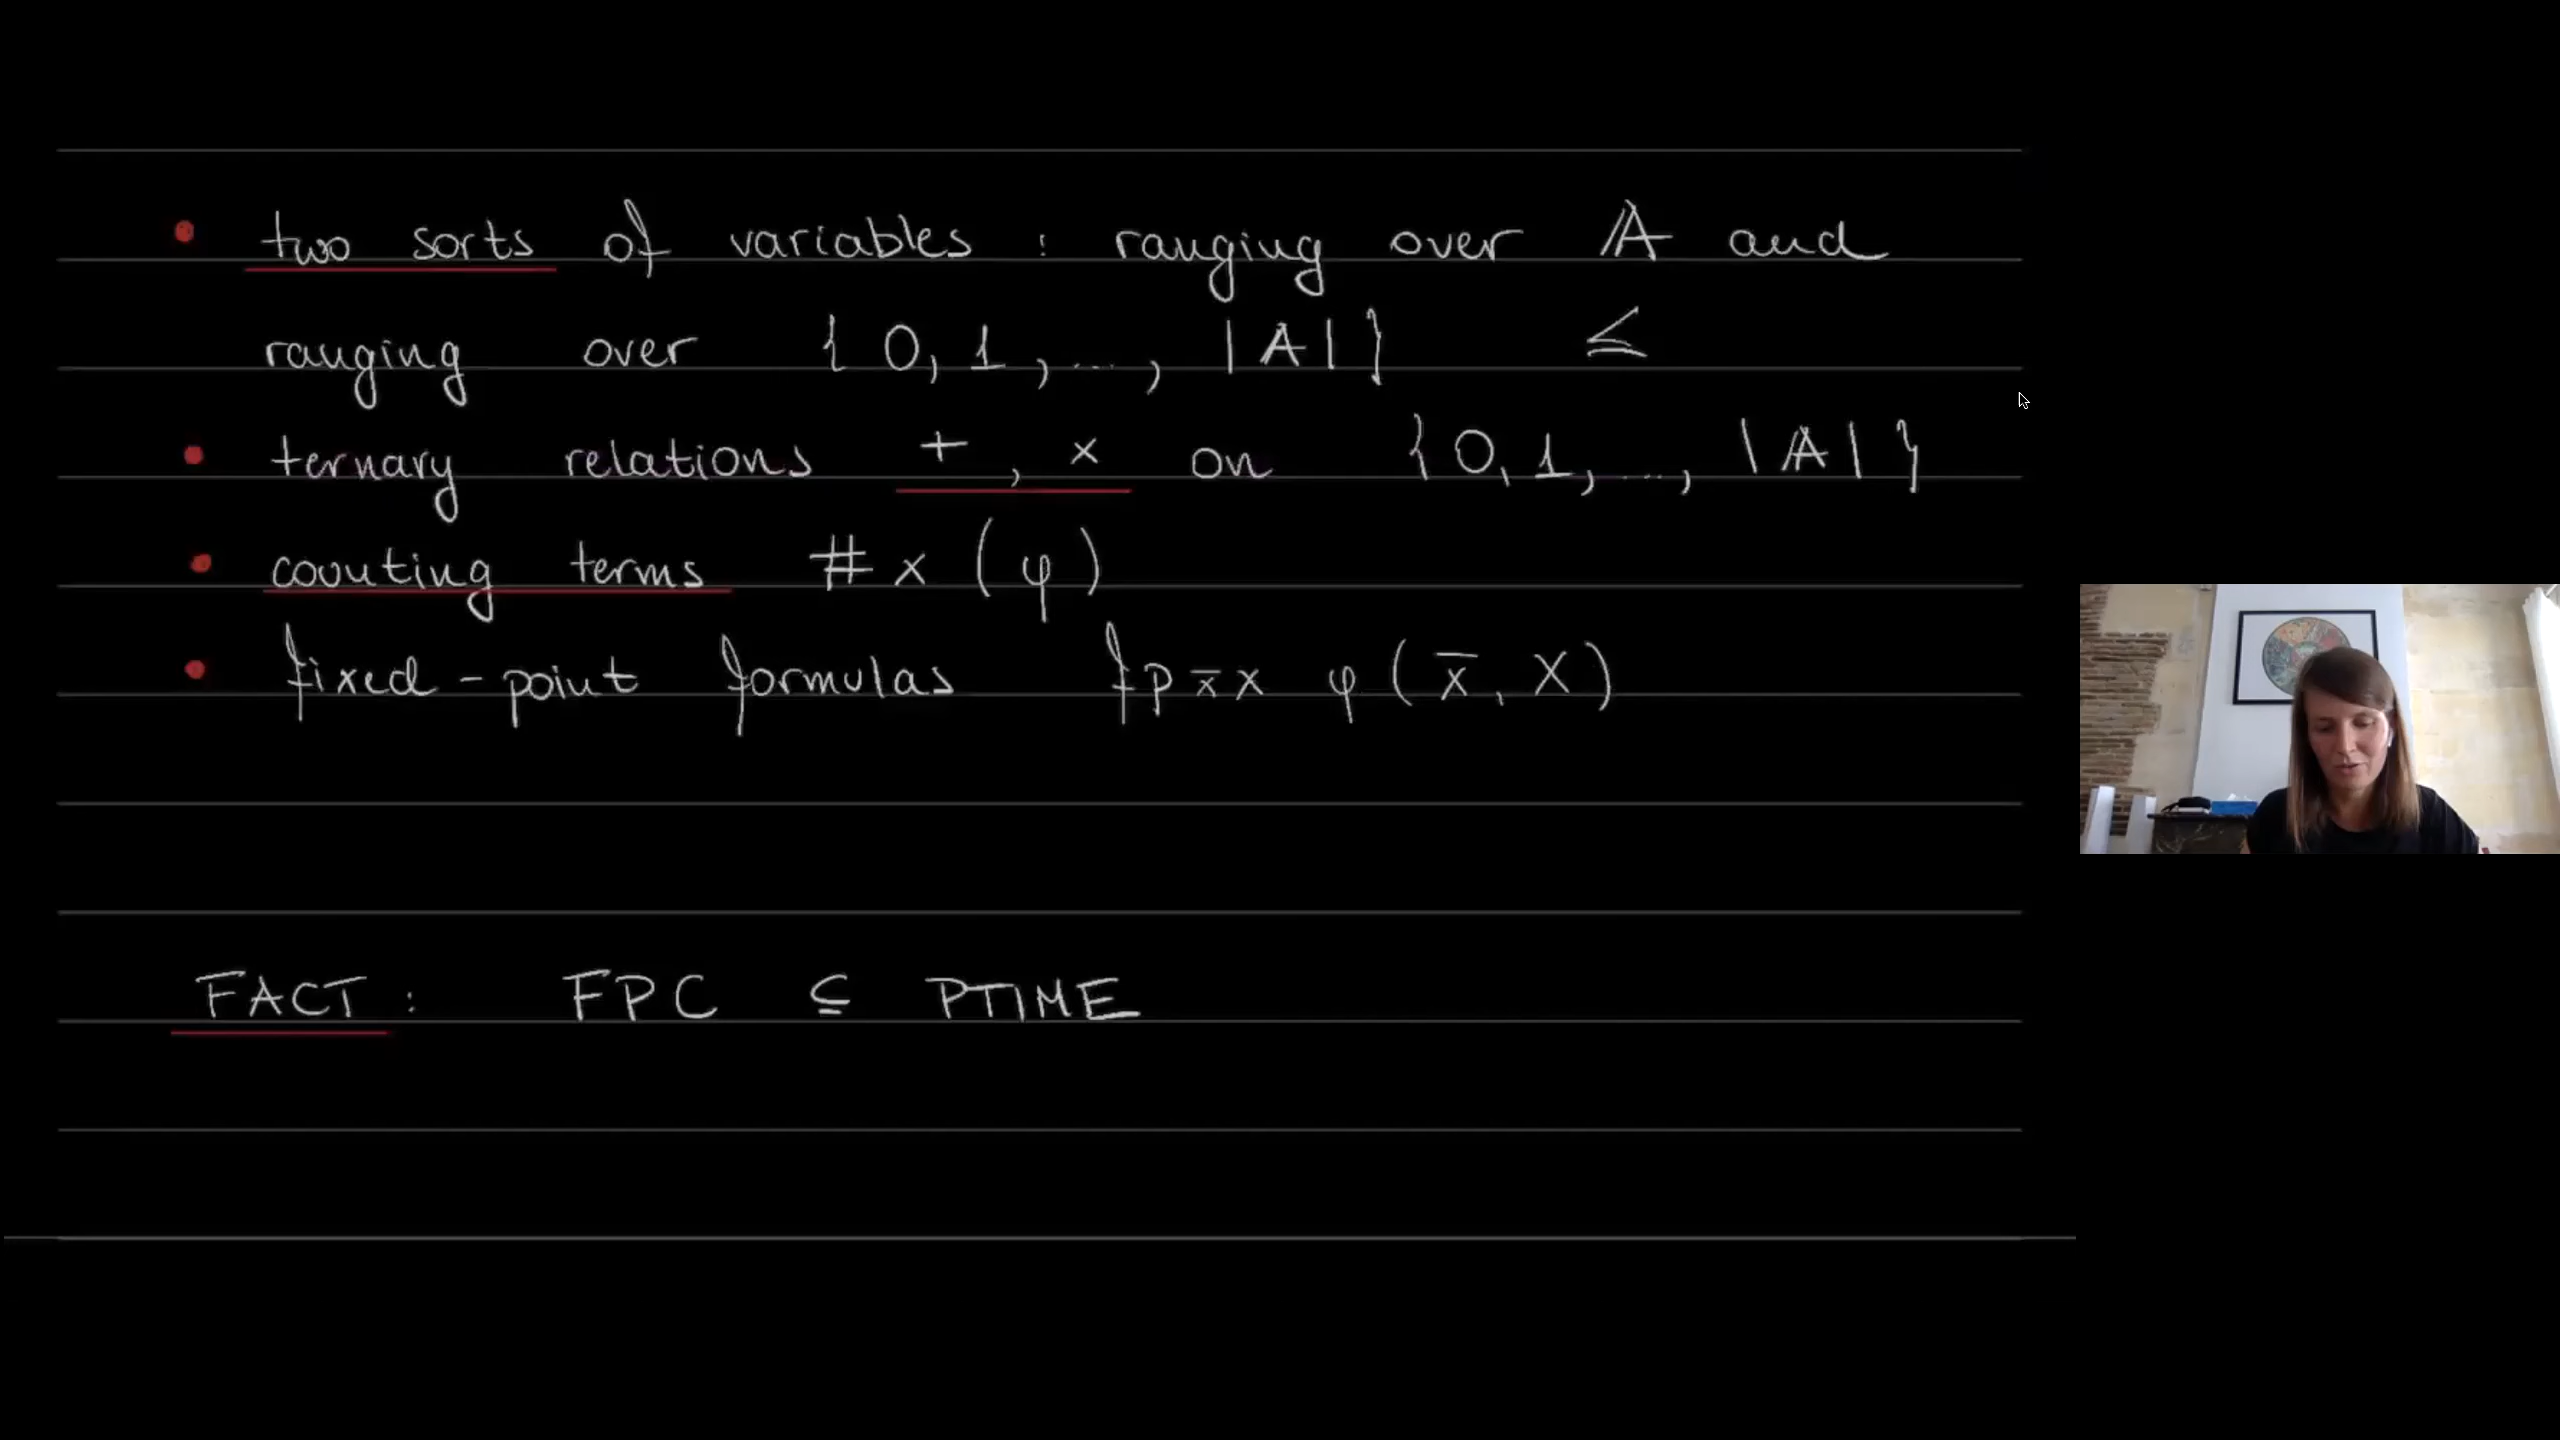 • two sorts of variables : ranging over 𝔸 and
ranging over { 0, 1, ..., |𝔸| } ≤
• ternary relations +, × on { 0, 1, ..., |𝔸| }
• counting terms # x ( φ )
• fixed-point formulas fp x̄ X φ ( x̄, X )
FACT : FPC ⊆ PTIME